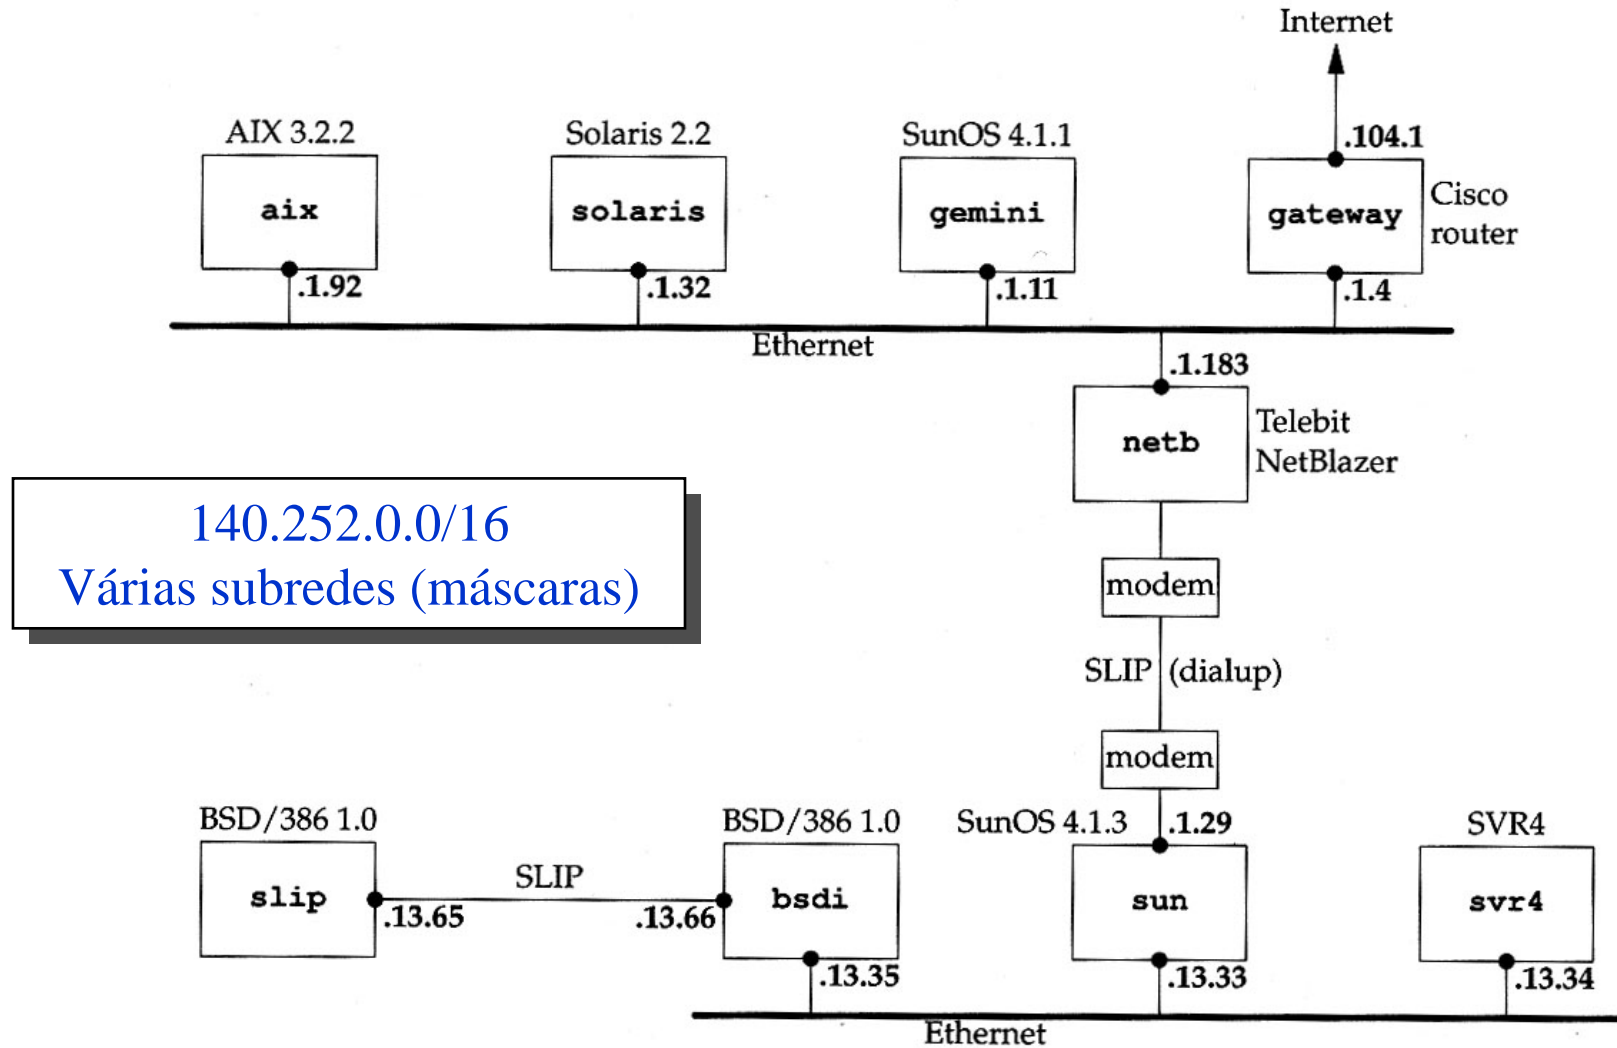 Internet
.104.1
AIX 3.2.2
Solaris 2.2
SunOS 4.1.1
aix
solaris
gemini
gateway
Cisco
router
.1.92
.1.32
.1.11
.1.4
Ethernet
.1.183
netb
Telebit
NetBlazer
140.252.0.0/16
Várias subredes (máscaras)
modem
SLIP (dialup)
modem
BSD/386 1.0
BSD/386 1.0
SunOS 4.1.3
.1.29
SVR4
slip
SLIP
bsdi
sun
svr4
.13.65
.13.66
.13.35
.13.33
.13.34
Ethernet